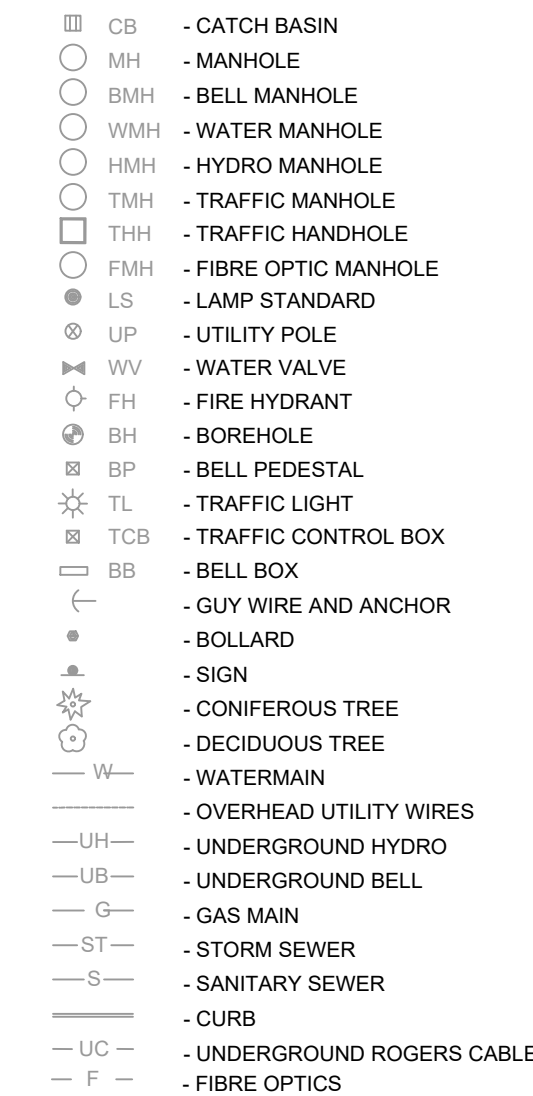 CB - CATCH BASIN
MH - MANHOLE
BMH - BELL MANHOLE
WMH - WATER MANHOLE
HMH - HYDRO MANHOLE
TMH - TRAFFIC MANHOLE
THH - TRAFFIC HANDHOLE
FMH - FIBRE OPTIC MANHOLE
LS - LAMP STANDARD
UP - UTILITY POLE
WV - WATER VALVE
FH - FIRE HYDRANT
BH - BOREHOLE
BP - BELL PEDESTAL
TL - TRAFFIC LIGHT
TCB - TRAFFIC CONTROL BOX
BB - BELL BOX
- GUY WIRE AND ANCHOR
- BOLLARD
- SIGN
- CONIFEROUS TREE
- DECIDUOUS TREE
W - WATERMAIN
- OVERHEAD UTILITY WIRES
UH - UNDERGROUND HYDRO
UB - UNDERGROUND BELL
G - GAS MAIN
ST - STORM SEWER
S - SANITARY SEWER
- CURB
UC - UNDERGROUND ROGERS CABLE
F - FIBRE OPTICS